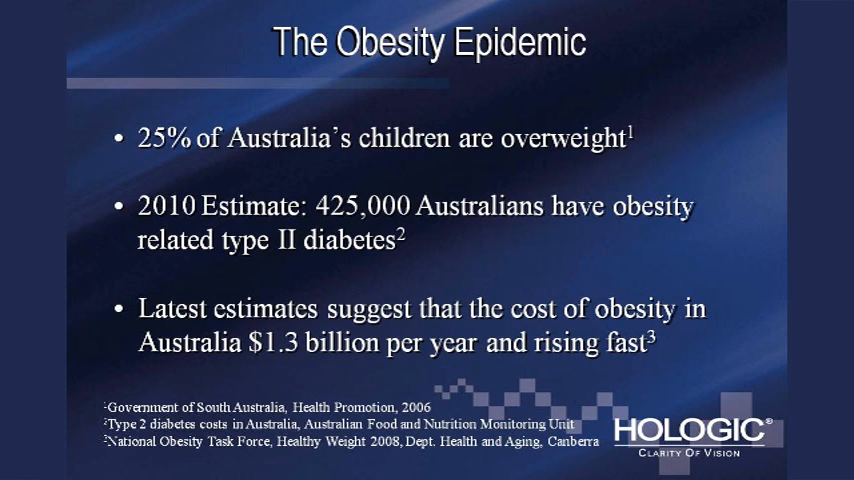 The Obesity Epidemic
• 25% of Australia's children are overweight1
• 2010 Estimate: 425,000 Australians have obesity
related type II diabetes2
• Latest estimates suggest that the cost of obesity in
Australia $1.3 billion per year and rising fast3
1Government of South Australia, Health Promotion, 2006
2Type 2 diabetes costs in Australia, Australian Food and Nutrition Monitoring Unit
3National Obesity Task Force, Healthy Weight 2008, Dept. Health and Aging, Canberra
HOLOGIC®
CLARITY OF VISION